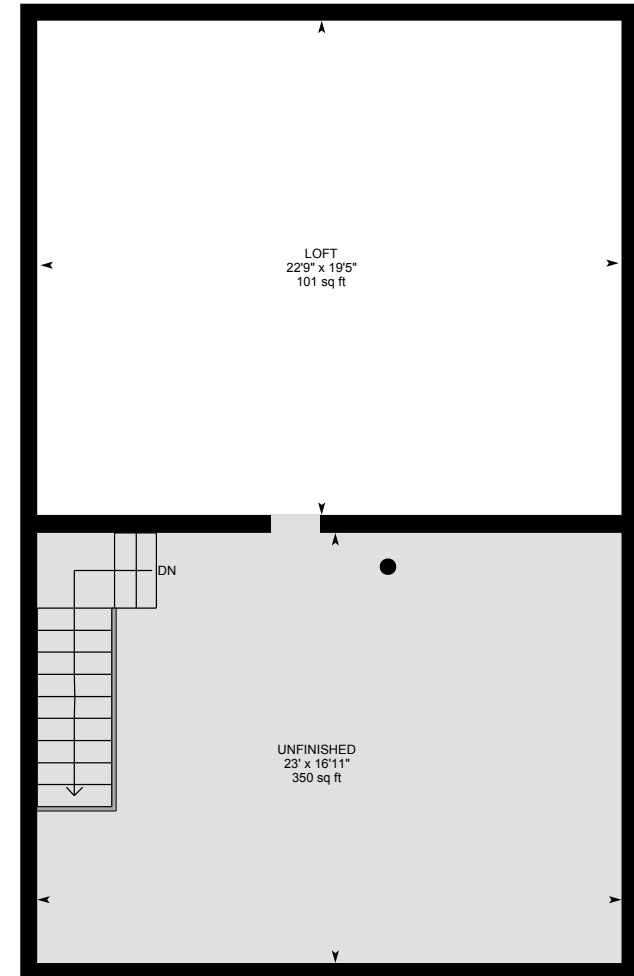 LOFT
22'9" x 19'5"
101 sq ft
DN
UNFINISHED
23' x 16'11"
350 sq ft